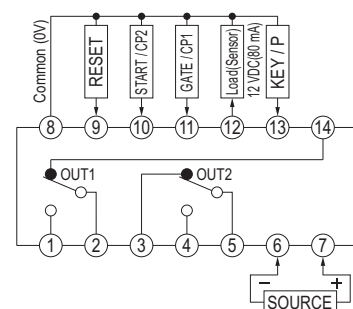 Common (0V)
RESET
START / CP2
GATE / CP1
Load(Sensor)
12 VDC(80 mA)
KEY / P
8 9 10 11 12 13 14
OUT1 OUT2
1 2 3 4 5 6 7
− +
SOURCE